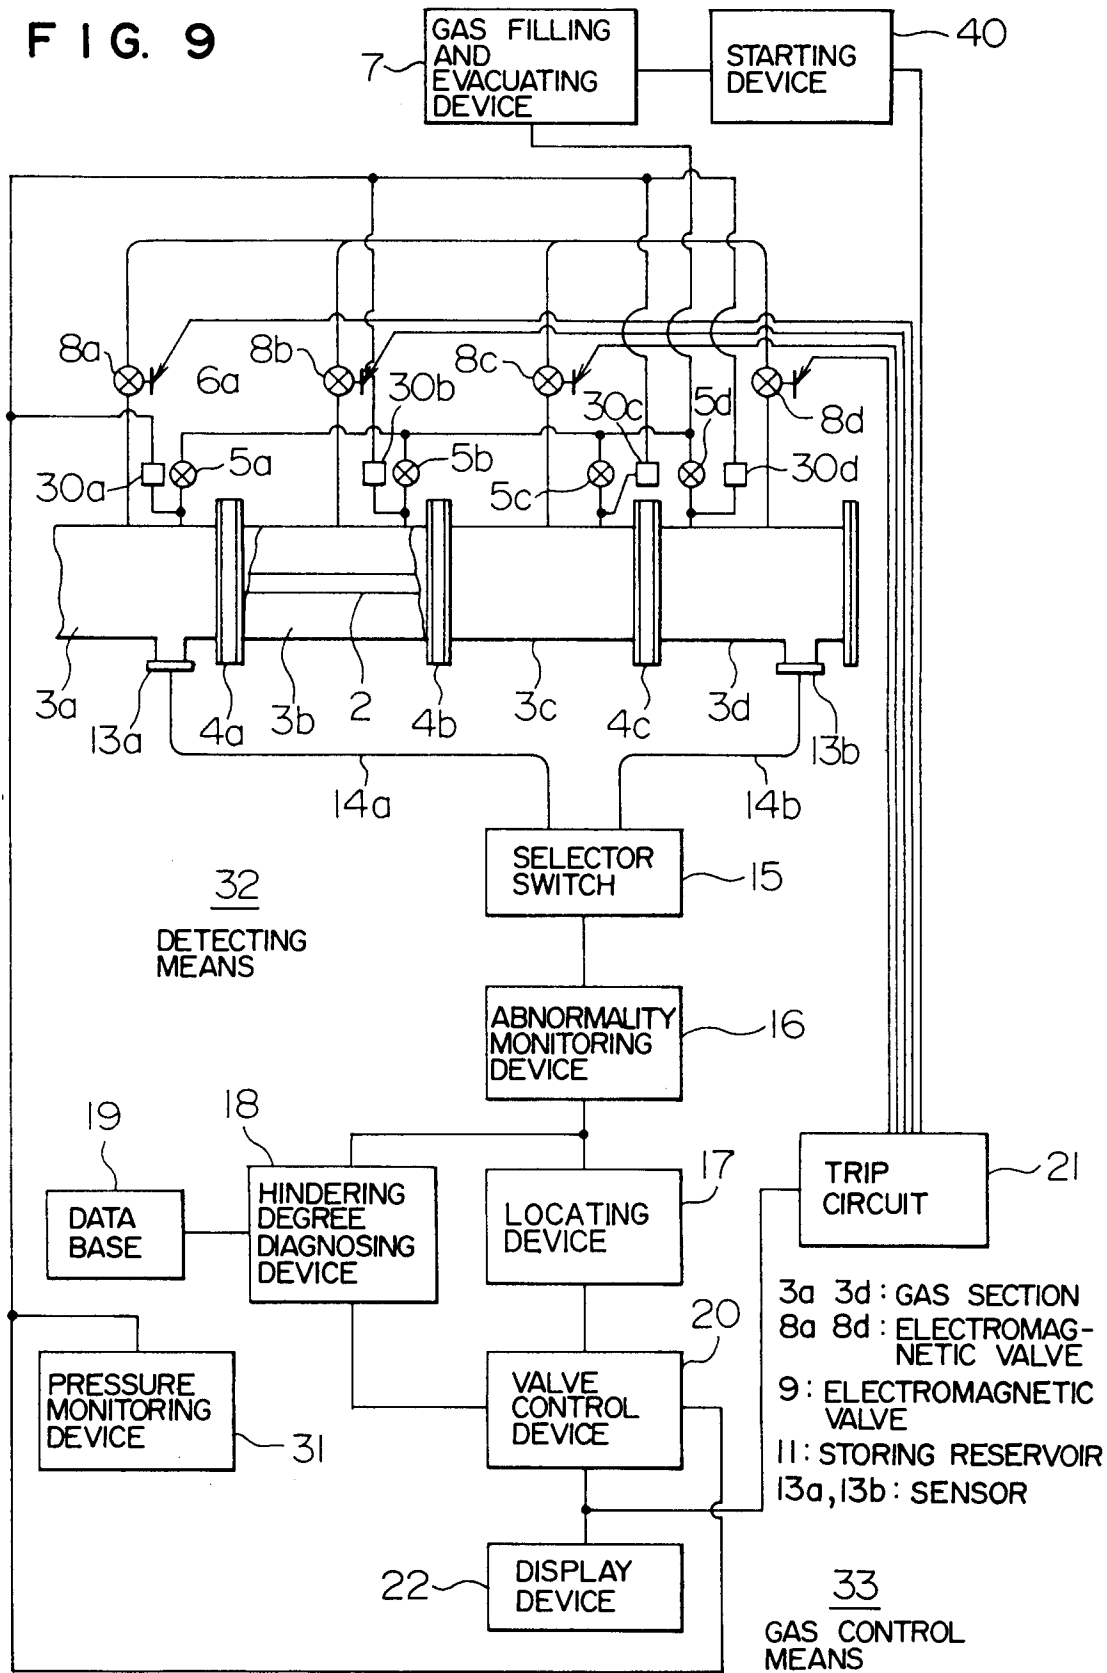 FIG. 9
GAS FILLING
AND
EVACUATING
DEVICE
7
STARTING
DEVICE
40
8a
6a
8b
30b
8c
30c
5d
8d
30a
5a
5b
5c
30d
3a
13a
4a
3b
2
4b
3c
4c
3d
13b
14a
14b
SELECTOR
SWITCH
15
32
DETECTING
MEANS
ABNORMALITY
MONITORING
DEVICE
16
19
DATA
BASE
18
HINDERING
DEGREE
DIAGNOSING
DEVICE
17
LOCATING
DEVICE
TRIP
CIRCUIT
21
3a 3d : GAS SECTION
8a 8d : ELECTROMAG-
NETIC VALVE
9 : ELECTROMAGNETIC
VALVE
11 : STORING RESERVOIR
13a,13b : SENSOR
20
VALVE
CONTROL
DEVICE
PRESSURE
MONITORING
DEVICE
31
DISPLAY
DEVICE
22
33
GAS CONTROL
MEANS